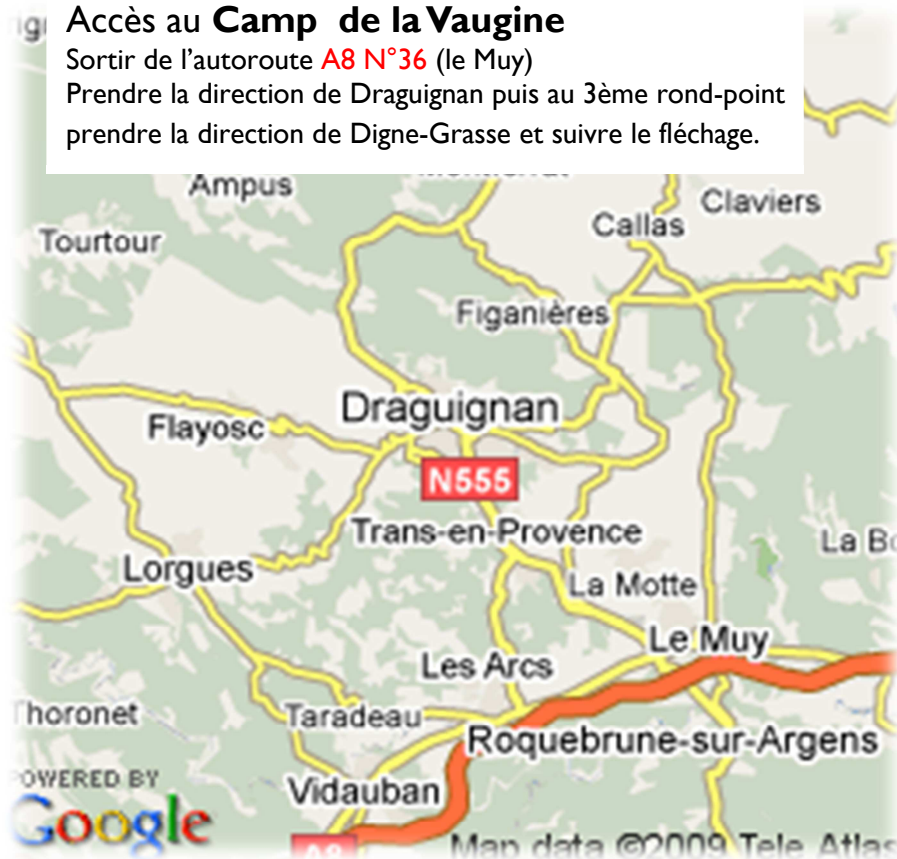 Accès au Camp de la Vaugine
Sortir de l'autoroute A8 N°36 (le Muy)
Prendre la direction de Draguignan puis au 3ème rond-point
prendre la direction de Digne-Grasse et suivre le fléchage.
Ampus
Claviers
Callas
Tourtour
Figanières
Draguignan
Flayosc
N555
Trans-en-Provence
La
Lorgues
La Motte
Le Muy
Les Arcs
Thoronet
Taradeau
Roquebrune-sur-Argens
POWERED BY
Vidauban
Google
A8
Map data ©2009 Tele Atlas